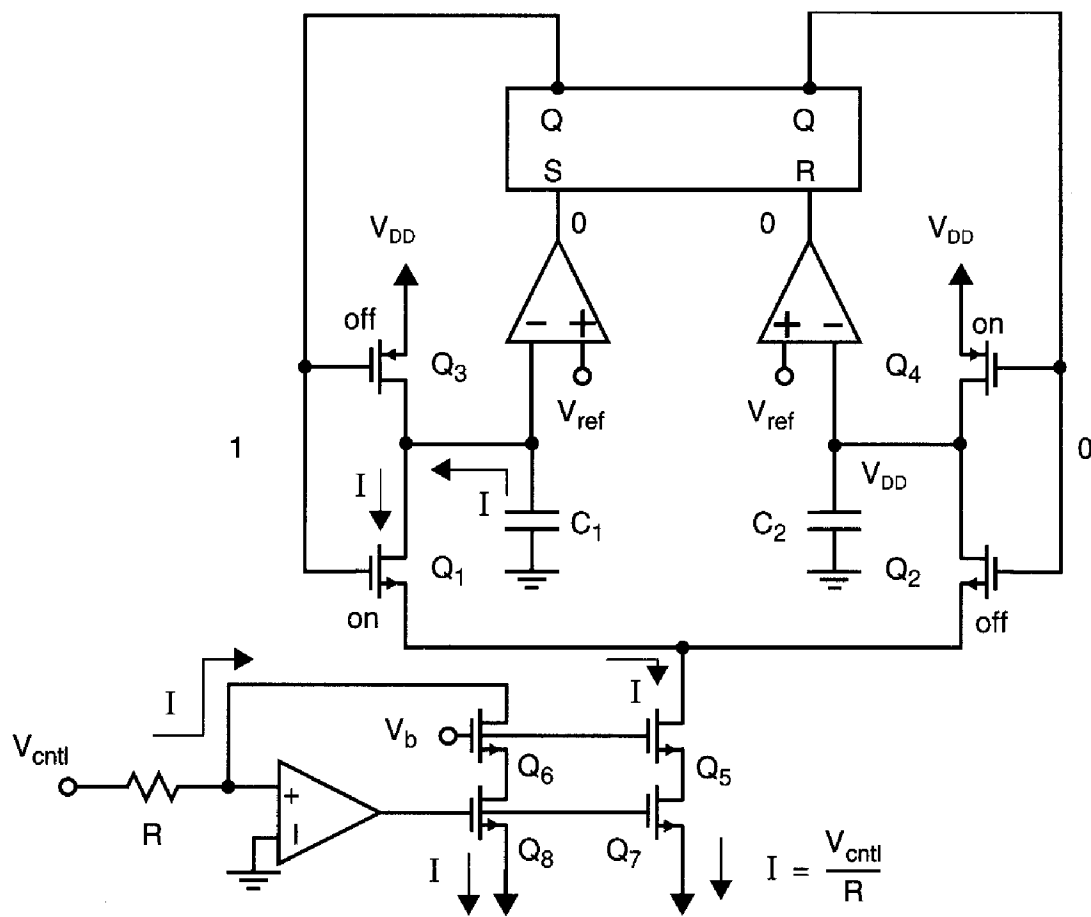 Q Q
S R
0 0
V_DD V_DD
off on
− + + −
Q_3 Q_4
V_ref V_ref
1 0
V_DD
I I
C_1 C_2
Q_1 Q_2
on off
I I
V_b
V_cntl
Q_6 Q_5
+
R
−
Q_8 Q_7
I I = V_cntl / R